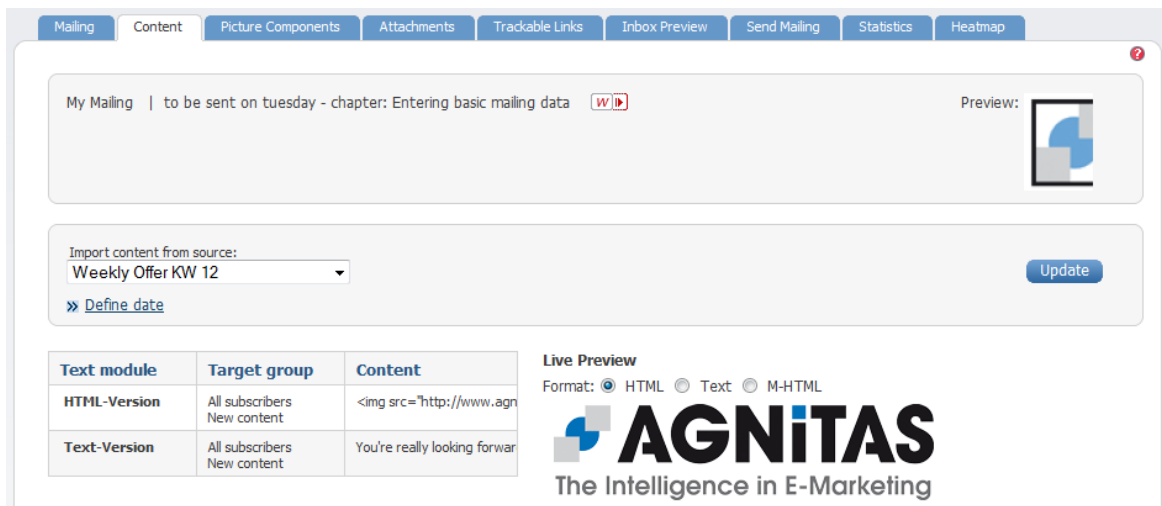 Mailing Content Picture Components Attachments Trackable Links Inbox Preview Send Mailing Statistics Heatmap
?
My Mailing | to be sent on tuesday - chapter: Entering basic mailing data W Preview:
Import content from source:
Weekly Offer KW 12
Update
» Define date
Text module Target group Content
HTML-Version All subscribers <img src="http://www.agn
New content
Text-Version All subscribers You're really looking forwar
New content
Live Preview
Format: HTML Text M-HTML
AGNiTAS
The Intelligence in E-Marketing